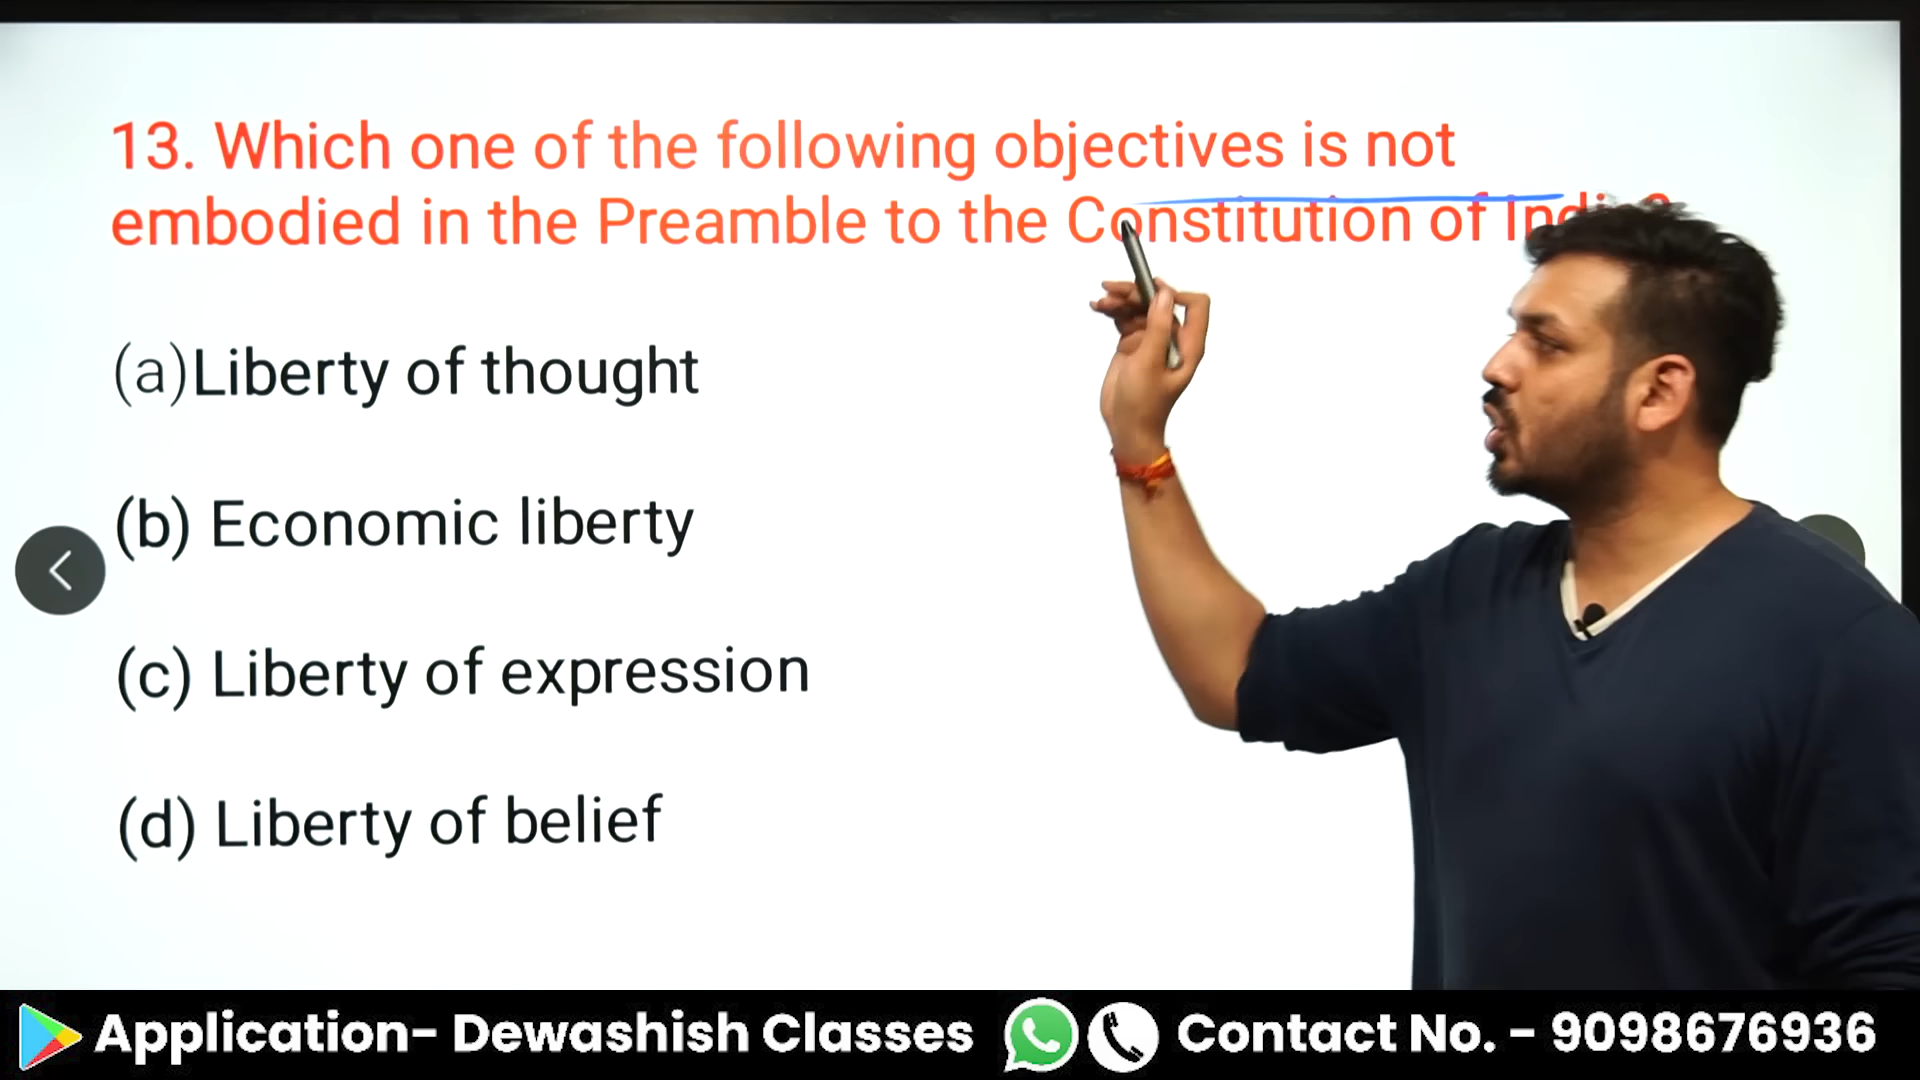 13. Which one of the following objectives is not
embodied in the Preamble to the Constitution of
(a)Liberty of thought
(b) Economic liberty
(c) Liberty of expression
(d) Liberty of belief
Application- Dewashish Classes Contact No. - 9098676936